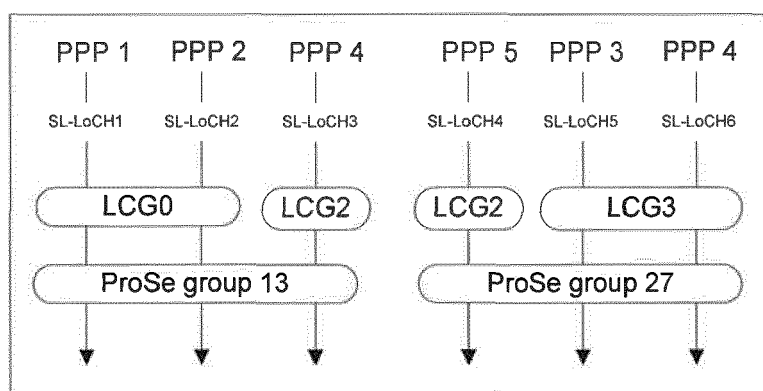 PPP 1 PPP 2 PPP 4 PPP 5 PPP 3 PPP 4
SL-LoCH1 SL-LoCH2 SL-LoCH3 SL-LoCH4 SL-LoCH5 SL-LoCH6
LCG0 LCG2 LCG2 LCG3
ProSe group 13 ProSe group 27